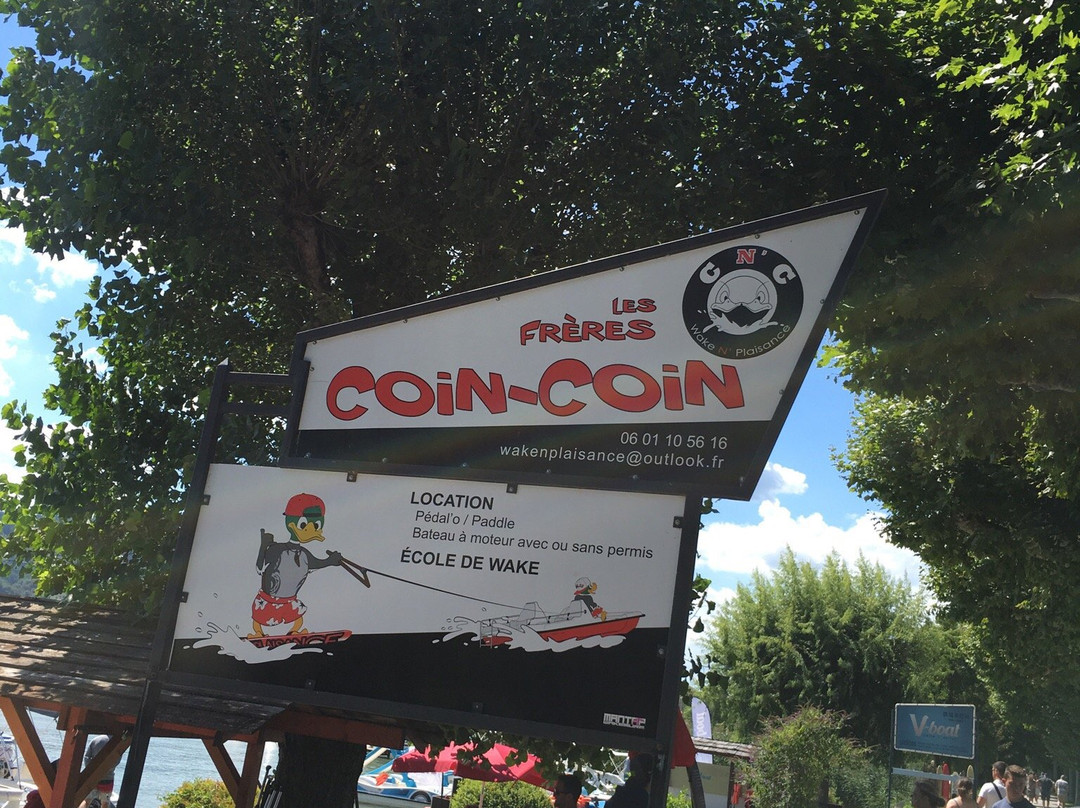 C N' C
Wake N' Plaisance
LES
FRÈRES
COiN-COiN
06 01 10 56 16
wakenplaisance@outlook.fr
LOCATION
Pédal'o / Paddle
Bateau à moteur avec ou sans permis
ÉCOLE DE WAKE
V-boat